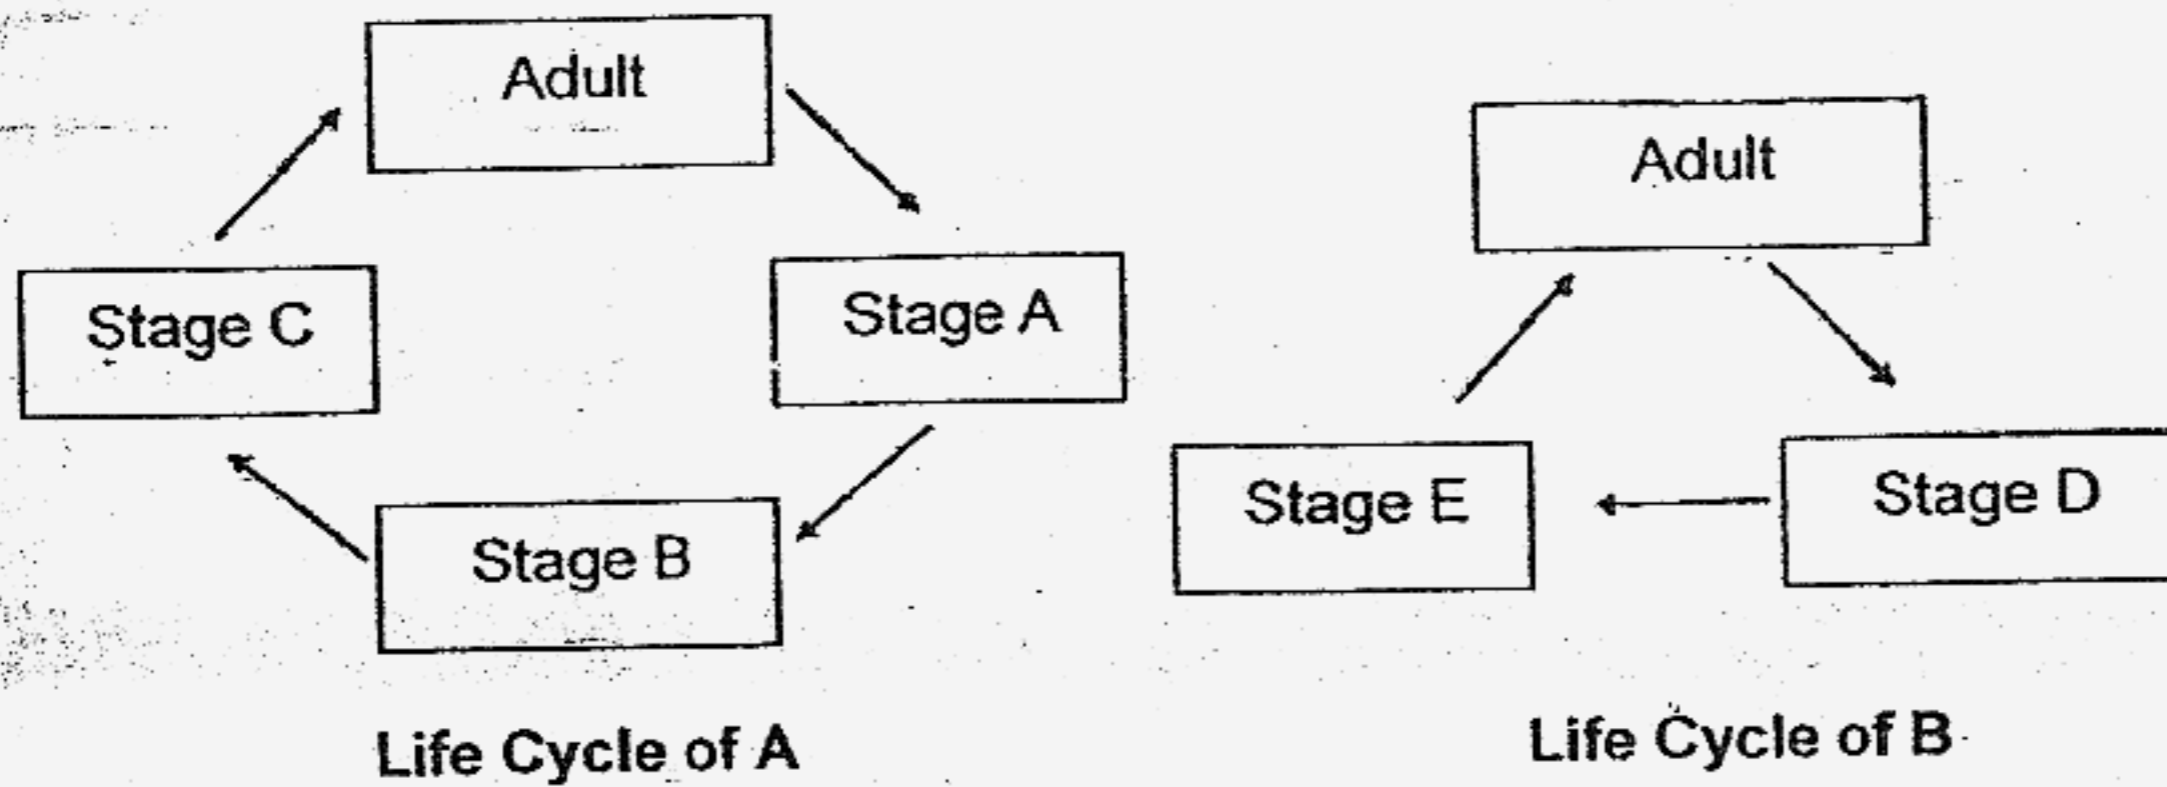 Adult
Stage C
Stage A
Stage B
Life Cycle of A
Adult
Stage E
Stage D
Life Cycle of B